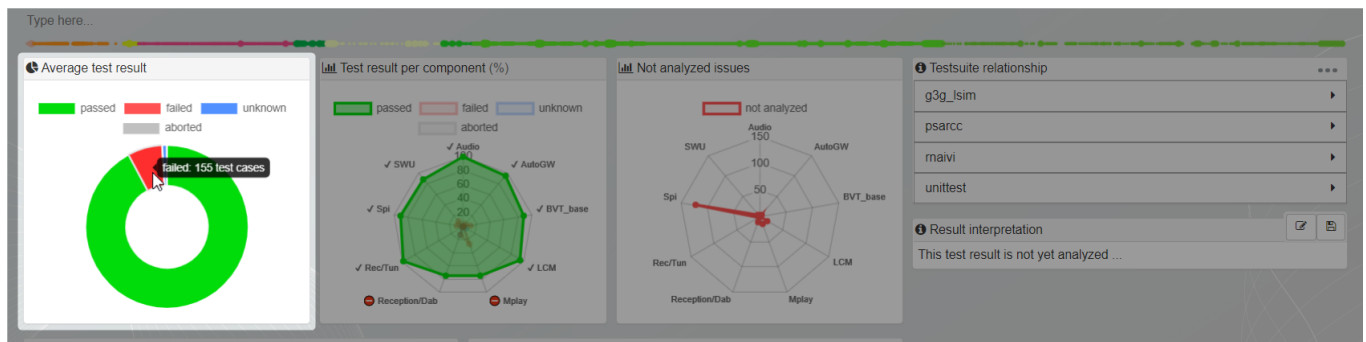 Type here...
Average test result
passed failed unknown
aborted
failed: 155 test cases
Test result per component (%)
passed failed unknown
aborted
✓ Audio
100
80
60
40
20
✓ AutoGW
✓ BVT_base
✓ LCM
Mplay
Reception/Dab
✓ Rec/Tun
✓ Spi
✓ SWU
Not analyzed issues
not analyzed
Audio
150
100
50
AutoGW
BVT_base
LCM
Mplay
Reception/Dab
Rec/Tun
Spi
SWU
Testsuite relationship
g3g_lsim
psarcc
rnaivi
unittest
Result interpretation
This test result is not yet analyzed ...